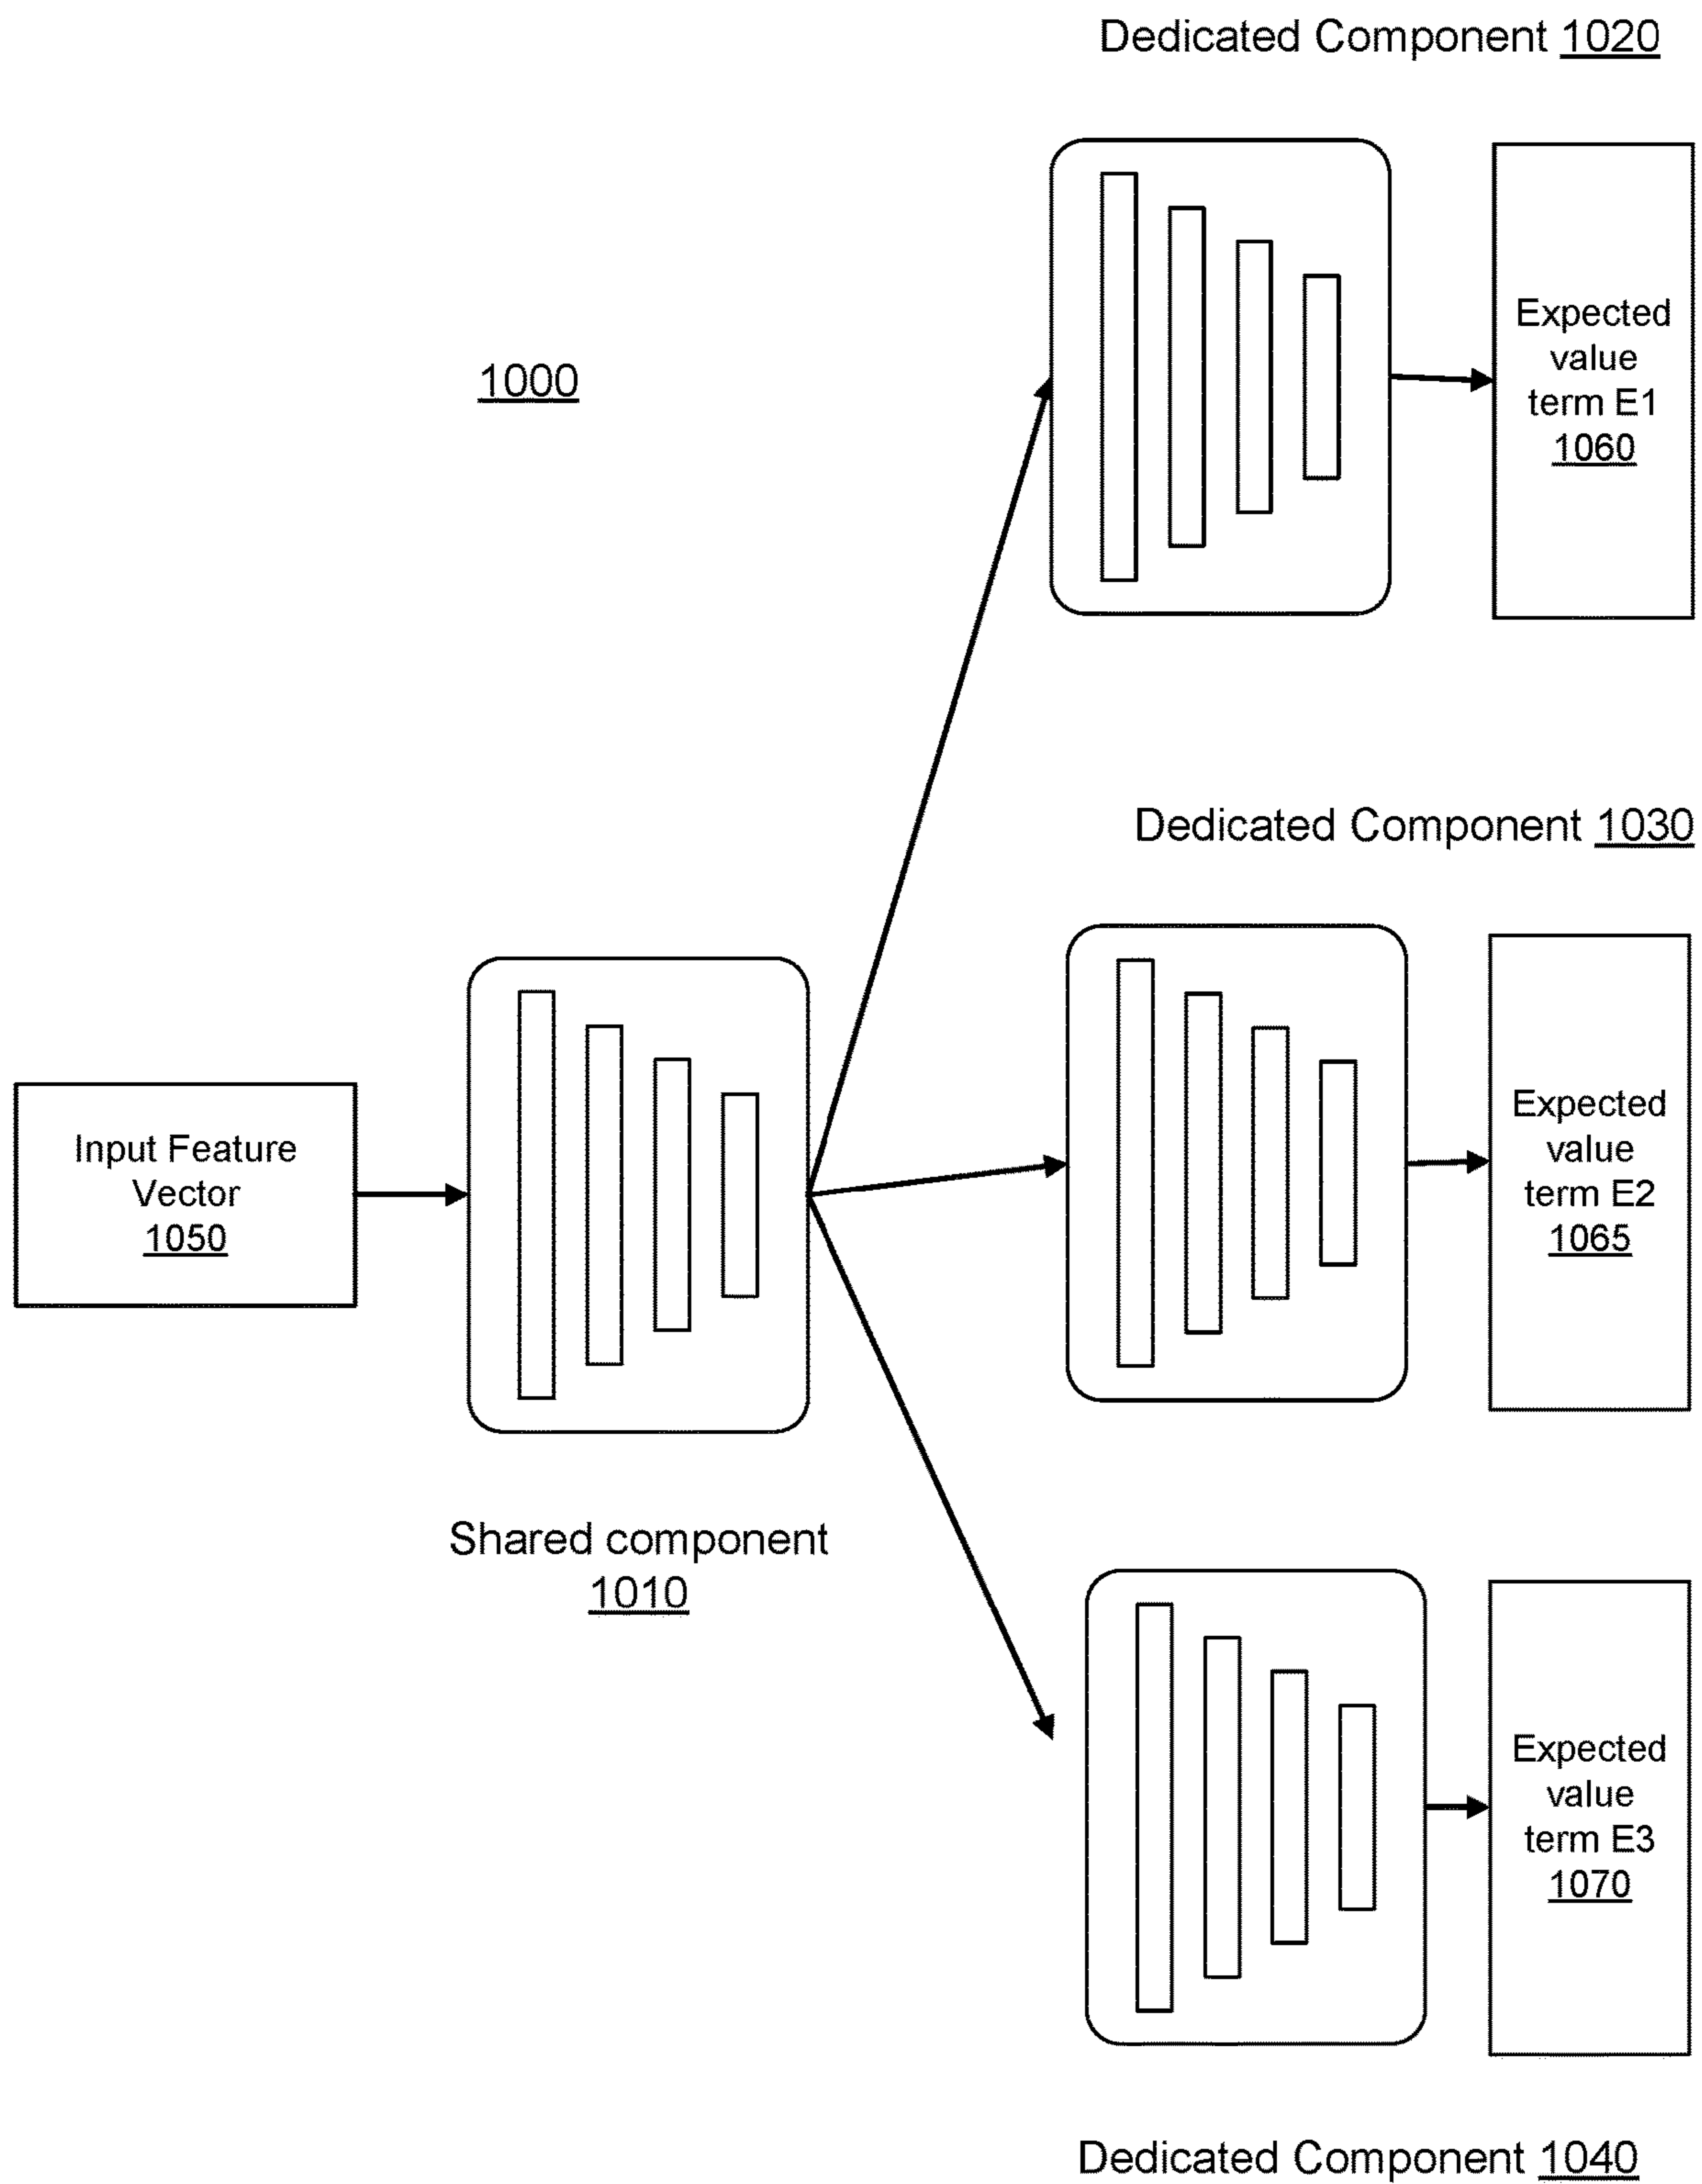 Dedicated Component 1020
Expected
value
term E1
1060
1000
Dedicated Component 1030
Input Feature
Vector
1050
Expected
value
term E2
1065
Shared component
1010
Expected
value
term E3
1070
Dedicated Component 1040